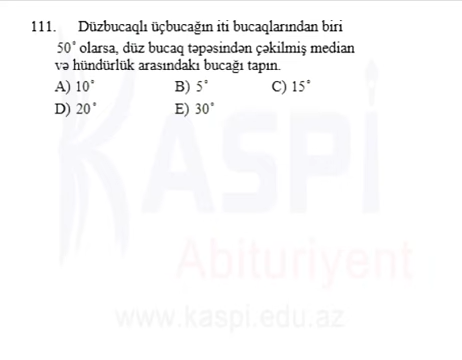 111. Düzbucaqlı üçbucağın iti bucaqlarından biri
50˚ olarsa, düz bucaq təpəsindən çəkilmiş median
və hündürlük arasındakı bucağı tapın.
A) 10˚ B) 5˚ C) 15˚
D) 20˚ E) 30˚
KASPİ
Abituriyent
www.kaspi.edu.az